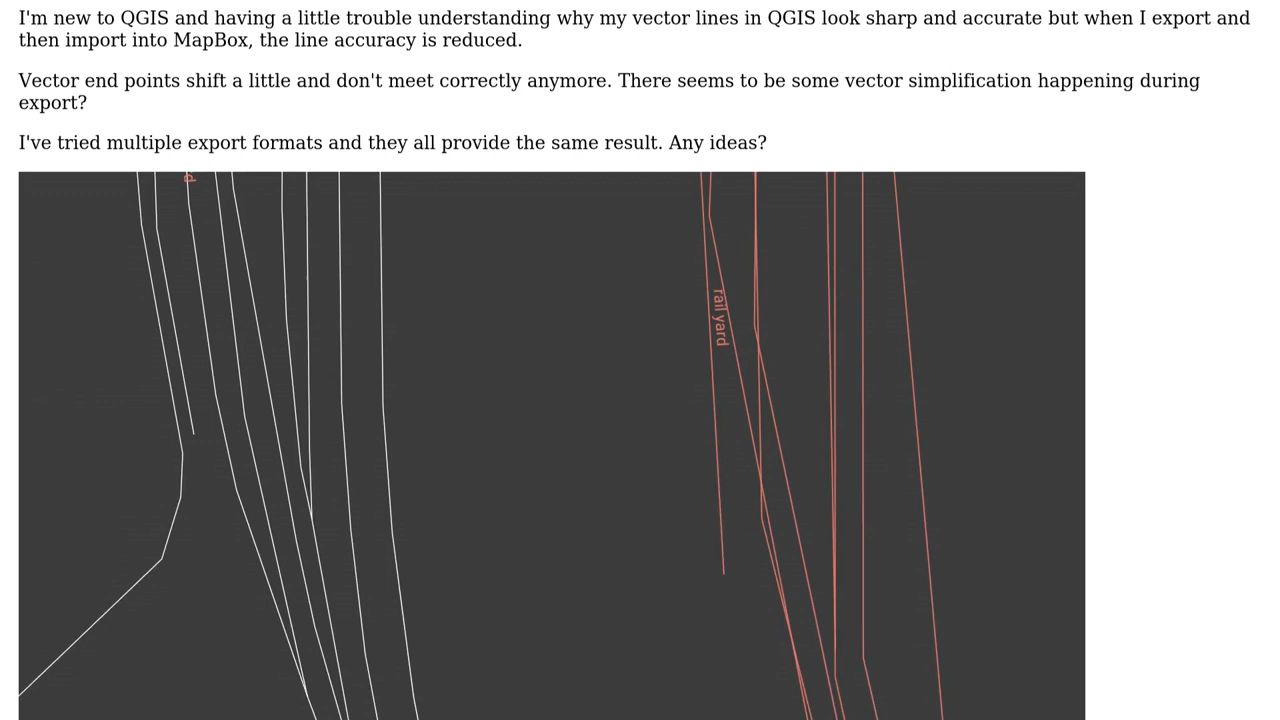 I'm new to QGIS and having a little trouble understanding why my vector lines in QGIS look sharp and accurate but when I export and
then import into MapBox, the line accuracy is reduced.
Vector end points shift a little and don't meet correctly anymore. There seems to be some vector simplification happening during
export?
I've tried multiple export formats and they all provide the same result. Any ideas?
d
rail yard